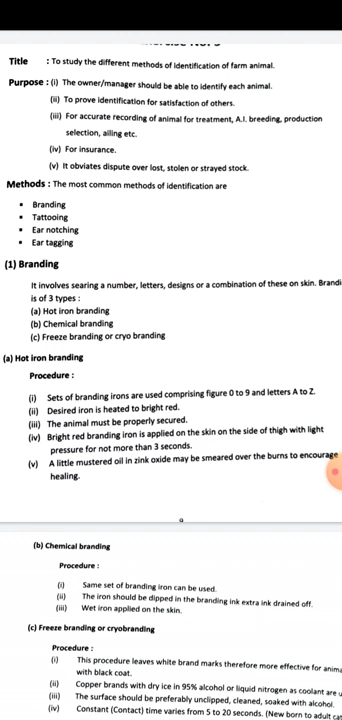 Title : To study the different methods of identification of farm animal.
Purpose : (i) The owner/manager should be able to identify each animal.
(ii) To prove identification for satisfaction of others.
(iii) For accurate recording of animal for treatment, A.I. breeding, production
selection, ailing etc.
(iv) For insurance.
(v) It obviates dispute over lost, stolen or strayed stock.
Methods : The most common methods of identification are
• Branding
• Tattooing
• Ear notching
• Ear tagging
(1) Branding
It involves searing a number, letters, designs or a combination of these on skin. Brandi
is of 3 types :
(a) Hot iron branding
(b) Chemical branding
(c) Freeze branding or cryo branding
(a) Hot iron branding
Procedure :
(i) Sets of branding irons are used comprising figure 0 to 9 and letters A to Z.
(ii) Desired iron is heated to bright red.
(iii) The animal must be properly secured.
(iv) Bright red branding iron is applied on the skin on the side of thigh with light
pressure for not more than 3 seconds.
(v) A little mustered oil in zink oxide may be smeared over the burns to encourage
healing.
(b) Chemical branding
Procedure :
(i) Same set of branding iron can be used.
(ii) The iron should be dipped in the branding ink extra ink drained off.
(iii) Wet iron applied on the skin.
(c) Freeze branding or cryobranding
Procedure :
(i) This procedure leaves white brand marks therefore more effective for anima
with black coat.
(ii) Copper brands with dry ice in 95% alcohol or liquid nitrogen as coolant are u
(iii) The surface should be preferably unclipped, cleaned, soaked with alcohol.
(iv) Constant (Contact) time varies from 5 to 20 seconds. (New born to adult cat